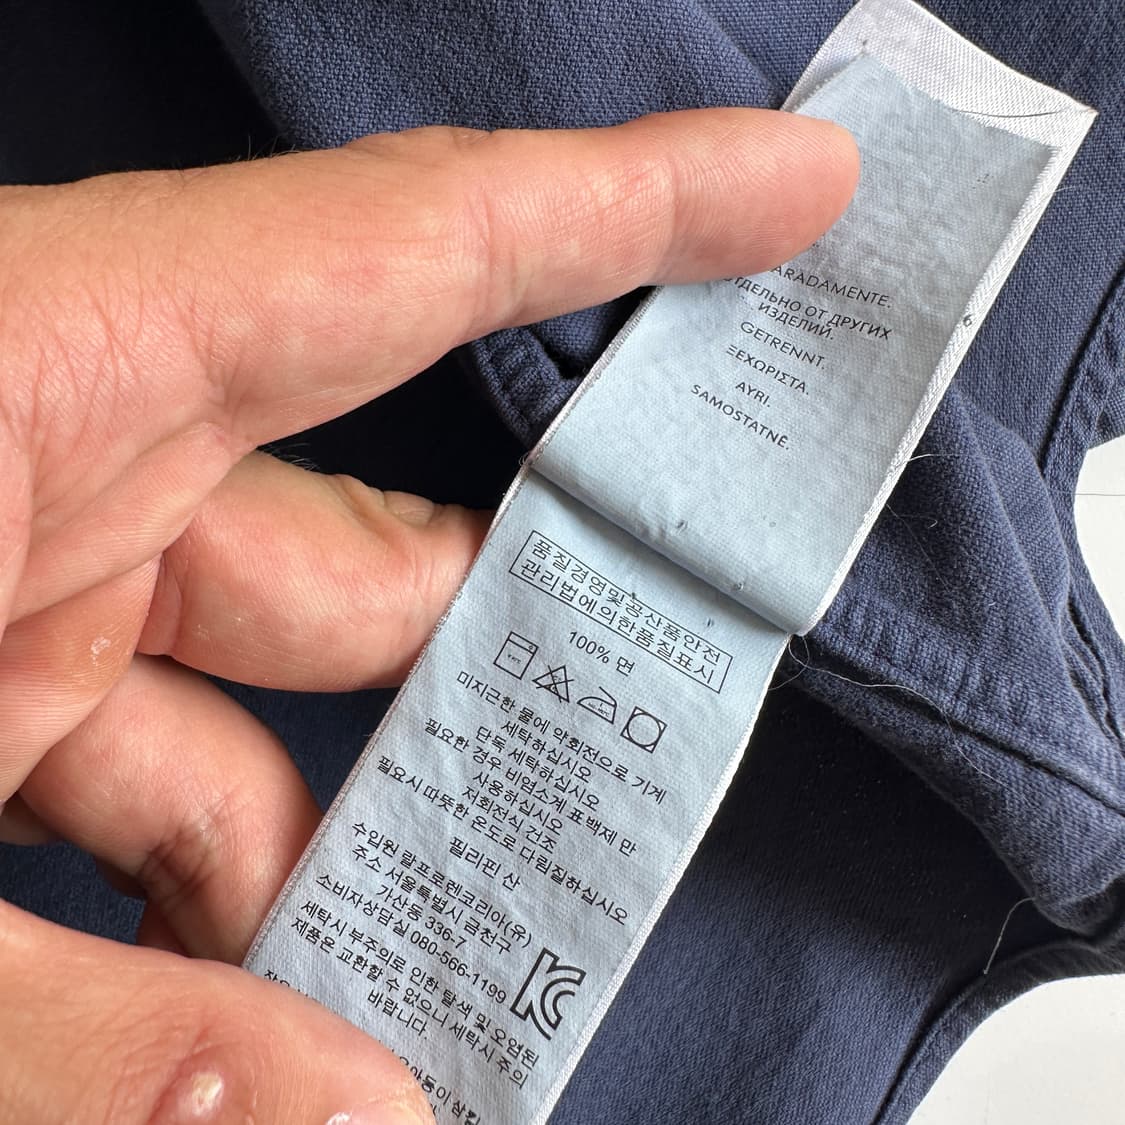 ARADAMENTE.
ОТДЕЛЬНО ОТ ДРУГИХ
ИЗДЕЛИЙ.
GETRENNT.
ΞΕΧΩΡΙΣΤΑ.
AYRI.
SAMOSTATNĚ.
품질경영및공산품안전
관리법에의한품질표시
100% 면
미지근한 물에 약회전으로 기계
세탁하십시오
단독 세탁하십시오
필요한 경우 비염소계 표백제 만
사용하십시오
저회전식 건조
필요시 따뜻한 온도로 다림질하십시오
필리핀 산
수입원 랄프로렌코리아(유)
주소 서울특별시 금천구
가산동 336-7
소비자상담실 080-566-1199
세탁시 부주의로 인한 탈색 및 오염된
제품은 교환할 수 없으니 세탁시 주의
바랍니다.